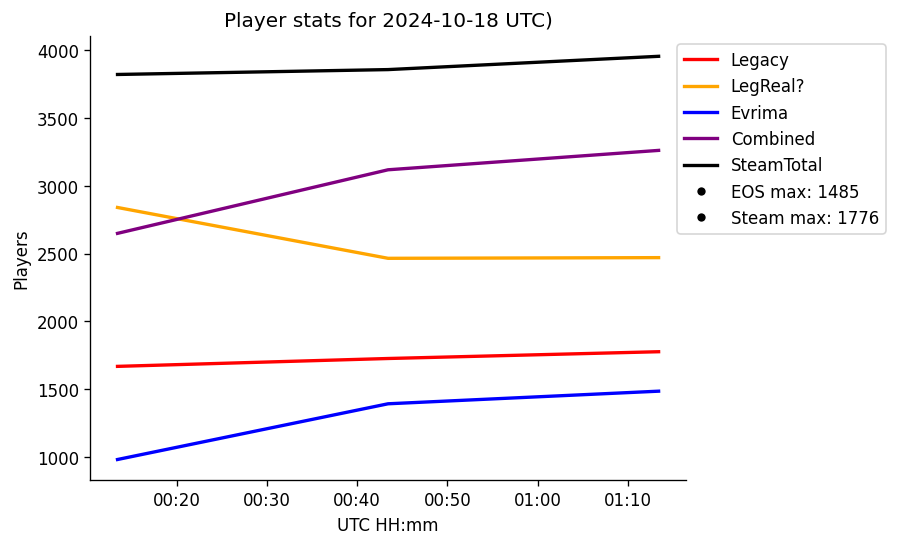 Player stats for 2024-10-18 UTC)
4000
3500
3000
2500
2000
1500
1000
Players
00:20
00:30
00:40
00:50
01:00
01:10
UTC HH:mm
Legacy
LegReal?
Evrima
Combined
SteamTotal
EOS max: 1485
Steam max: 1776